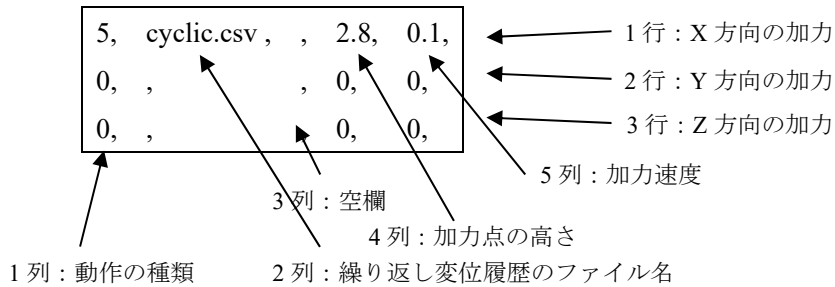 5, cyclic.csv , , 2.8, 0.1,
1 行：X 方向の加力
0, , , 0, 0,
2 行：Y 方向の加力
0, , , 0, 0,
3 行：Z 方向の加力
5 列：加力速度
3 列：空欄
4 列：加力点の高さ
1 列：動作の種類
2 列：繰り返し変位履歴のファイル名